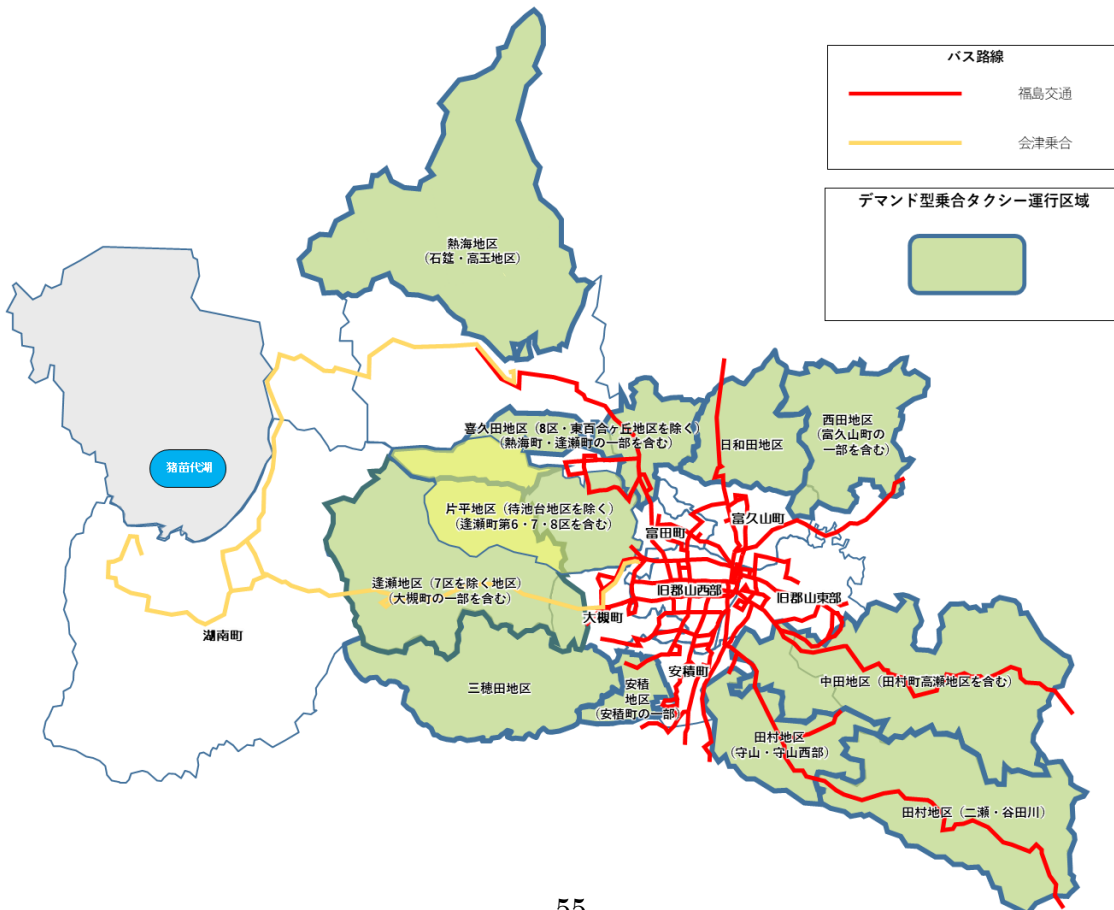 バス路線
福島交通
会津乗合
デマンド型乗合タクシー運行区域
熱海地区
(石筵・高玉地区)
猪苗代湖
喜久田地区(8区・東百合ヶ丘地区を除く)
(熱海町・逢瀬町の一部を含む)
日和田地区
西田地区
(富久山町の
一部を含む)
片平地区(待池台地区を除く)
(逢瀬町第6・7・8区を含む)
富田町
富久山町
逢瀬地区(7区を除く地区)
(大槻町の一部を含む)
旧郡山西部
旧郡山東部
大槻町
湖南町
三穂田地区
安積
地区
(安積町の一部)
安積町
中田地区(田村町高瀬地区を含む)
田村地区
(守山・守山西部)
田村地区(二瀬・谷田川)
55